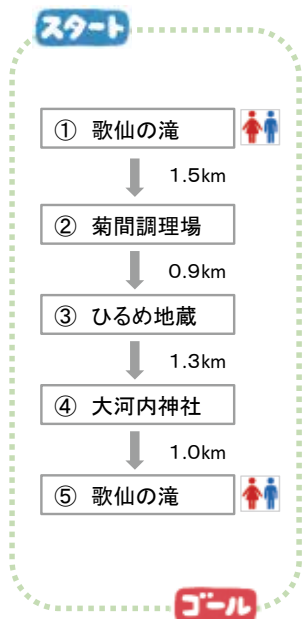 スタート
① 歌仙の滝
1.5km
② 菊間調理場
0.9km
③ ひるめ地蔵
1.3km
④ 大河内神社
1.0km
⑤ 歌仙の滝
ゴール